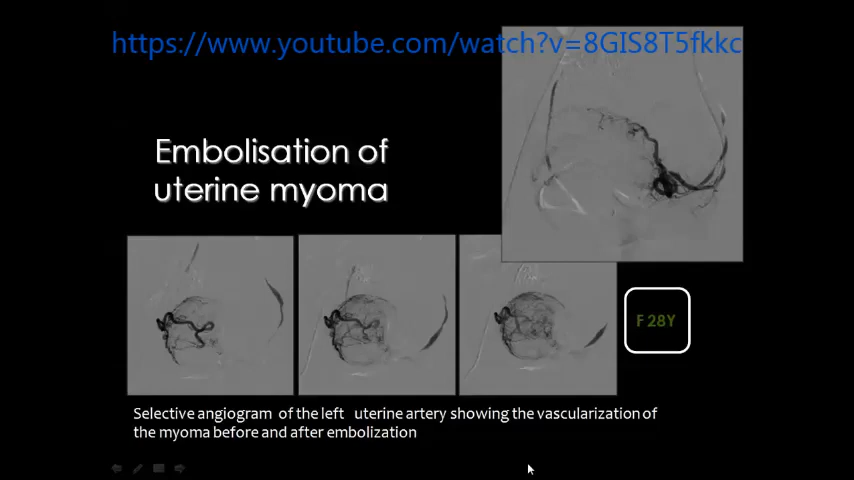 https://www.youtube.com/watch?v=8GIS8T5fkkc
Embolisation of
uterine myoma
F 28Y
Selective angiogram of the left uterine artery showing the vascularization of
the myoma before and after embolization